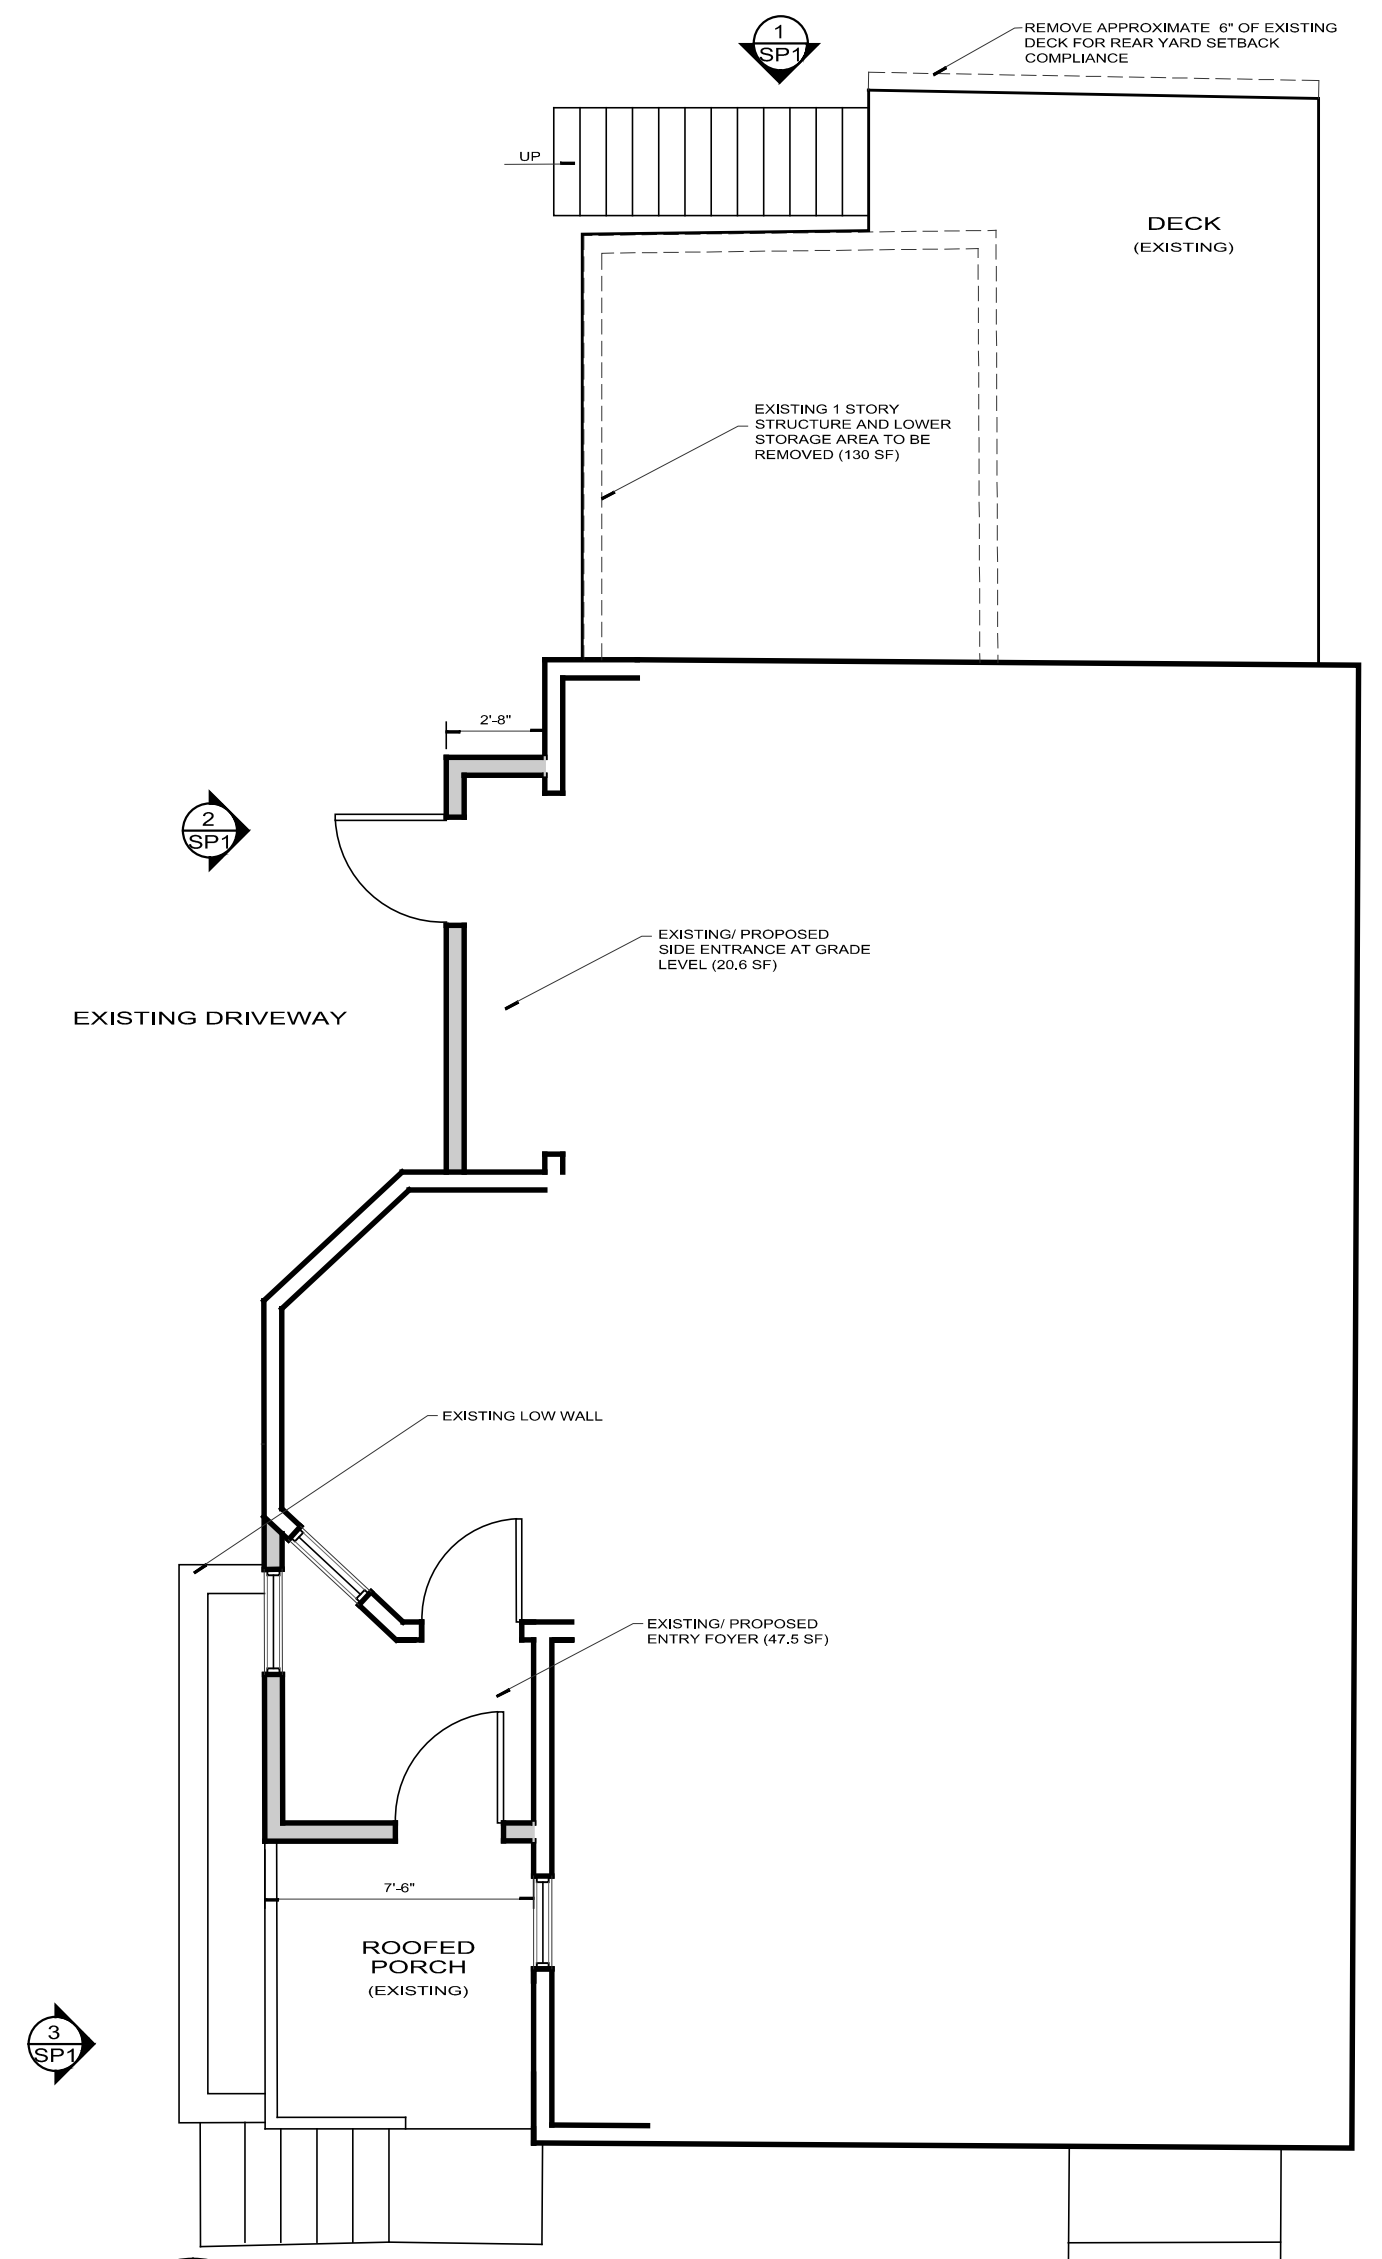 1
SP1
REMOVE APPROXIMATE 6" OF EXISTING
DECK FOR REAR YARD SETBACK
COMPLIANCE
UP
DECK
(EXISTING)
EXISTING 1 STORY
STRUCTURE AND LOWER
STORAGE AREA TO BE
REMOVED (130 SF)
2'-8"
2
SP1
EXISTING/ PROPOSED
SIDE ENTRANCE AT GRADE
LEVEL (20.6 SF)
EXISTING DRIVEWAY
EXISTING LOW WALL
EXISTING/ PROPOSED
ENTRY FOYER (47.5 SF)
7'-6"
ROOFED
PORCH
(EXISTING)
3
SP1